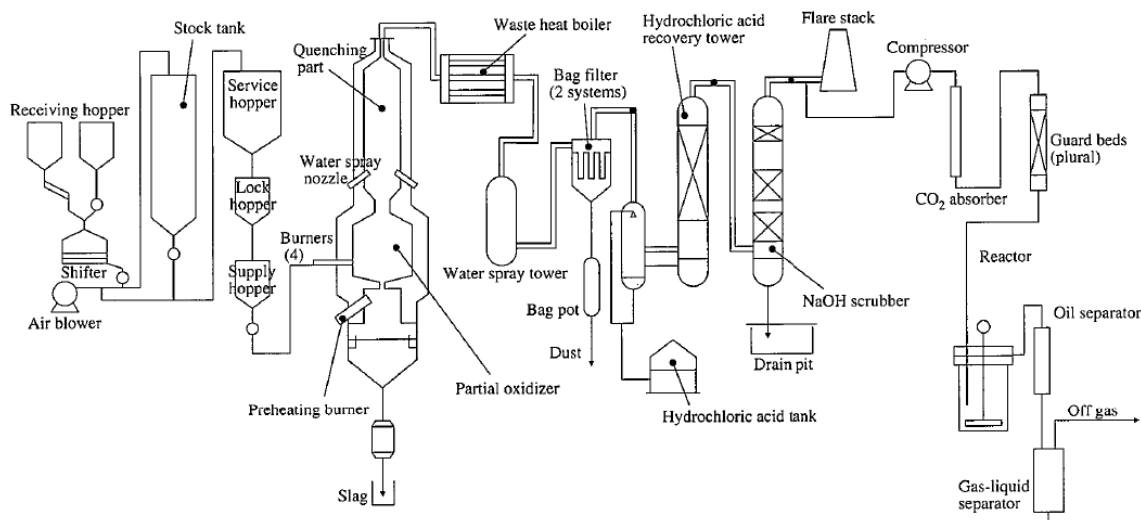 Stock tank
Receiving hopper
Shifter
Air blower
Service
hopper
Lock
hopper
Supply
hopper
Quenching
part
Water spray
nozzle
Burners
(4)
Preheating burner
Partial oxidizer
Slag
Waste heat boiler
Water spray tower
Bag filter
(2 systems)
Bag pot
Dust
Hydrochloric acid
recovery tower
Hydrochloric acid tank
Flare stack
NaOH scrubber
Drain pit
Compressor
CO2 absorber
Guard beds
(plural)
Reactor
Oil separator
Off gas
Gas-liquid
separator